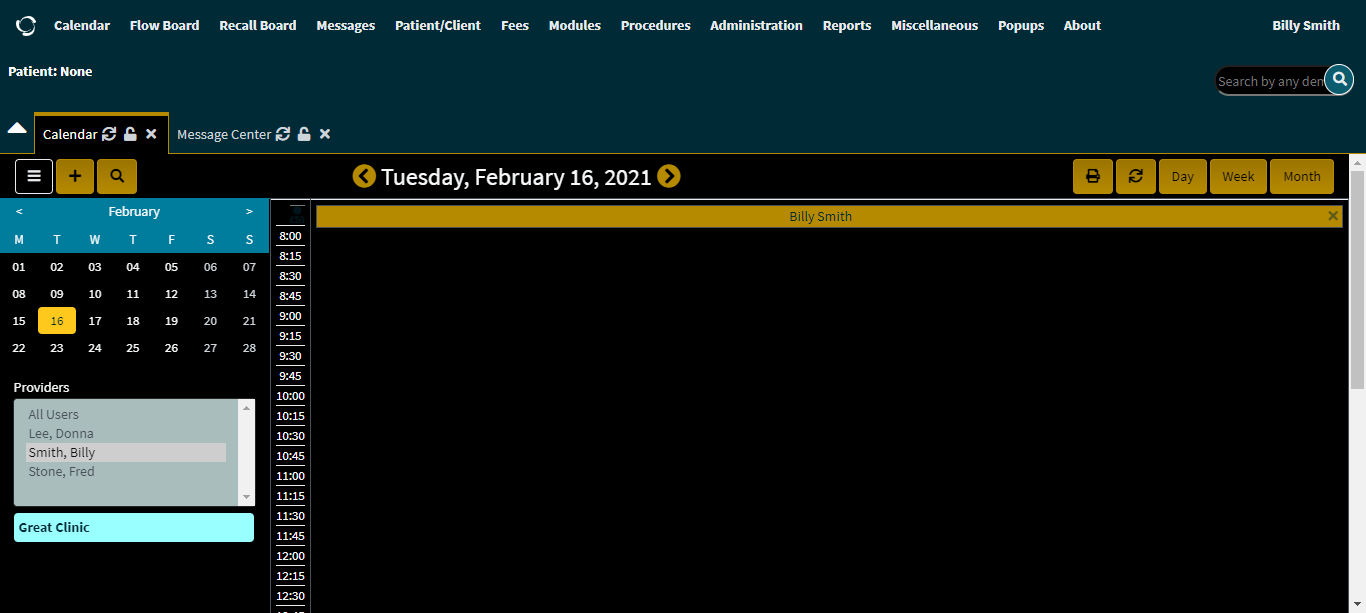 Calendar Flow Board Recall Board Messages Patient/Client Fees Modules Procedures Administration Reports Miscellaneous Popups About Billy Smith
Patient: None
Search by any den
Calendar Message Center
Tuesday, February 16, 2021 Day Week Month
< February >
M T W T F S S
01 02 03 04 05 06 07
08 09 10 11 12 13 14
15 16 17 18 19 20 21
22 23 24 25 26 27 28
Providers
All Users
Lee, Donna
Smith, Billy
Stone, Fred
Great Clinic
Billy Smith
8:00
8:15
8:30
8:45
9:00
9:15
9:30
9:45
10:00
10:15
10:30
10:45
11:00
11:15
11:30
11:45
12:00
12:15
12:30